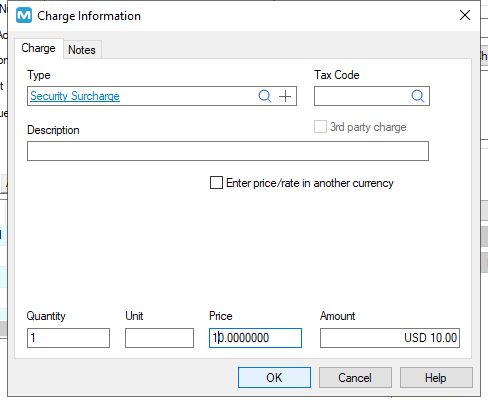 Charge Information
Charge Notes
Type Tax Code
Security Surcharge
Description 3rd party charge
Enter price/rate in another currency
Quantity Unit Price Amount
1 10.0000000 USD 10.00
OK Cancel Help